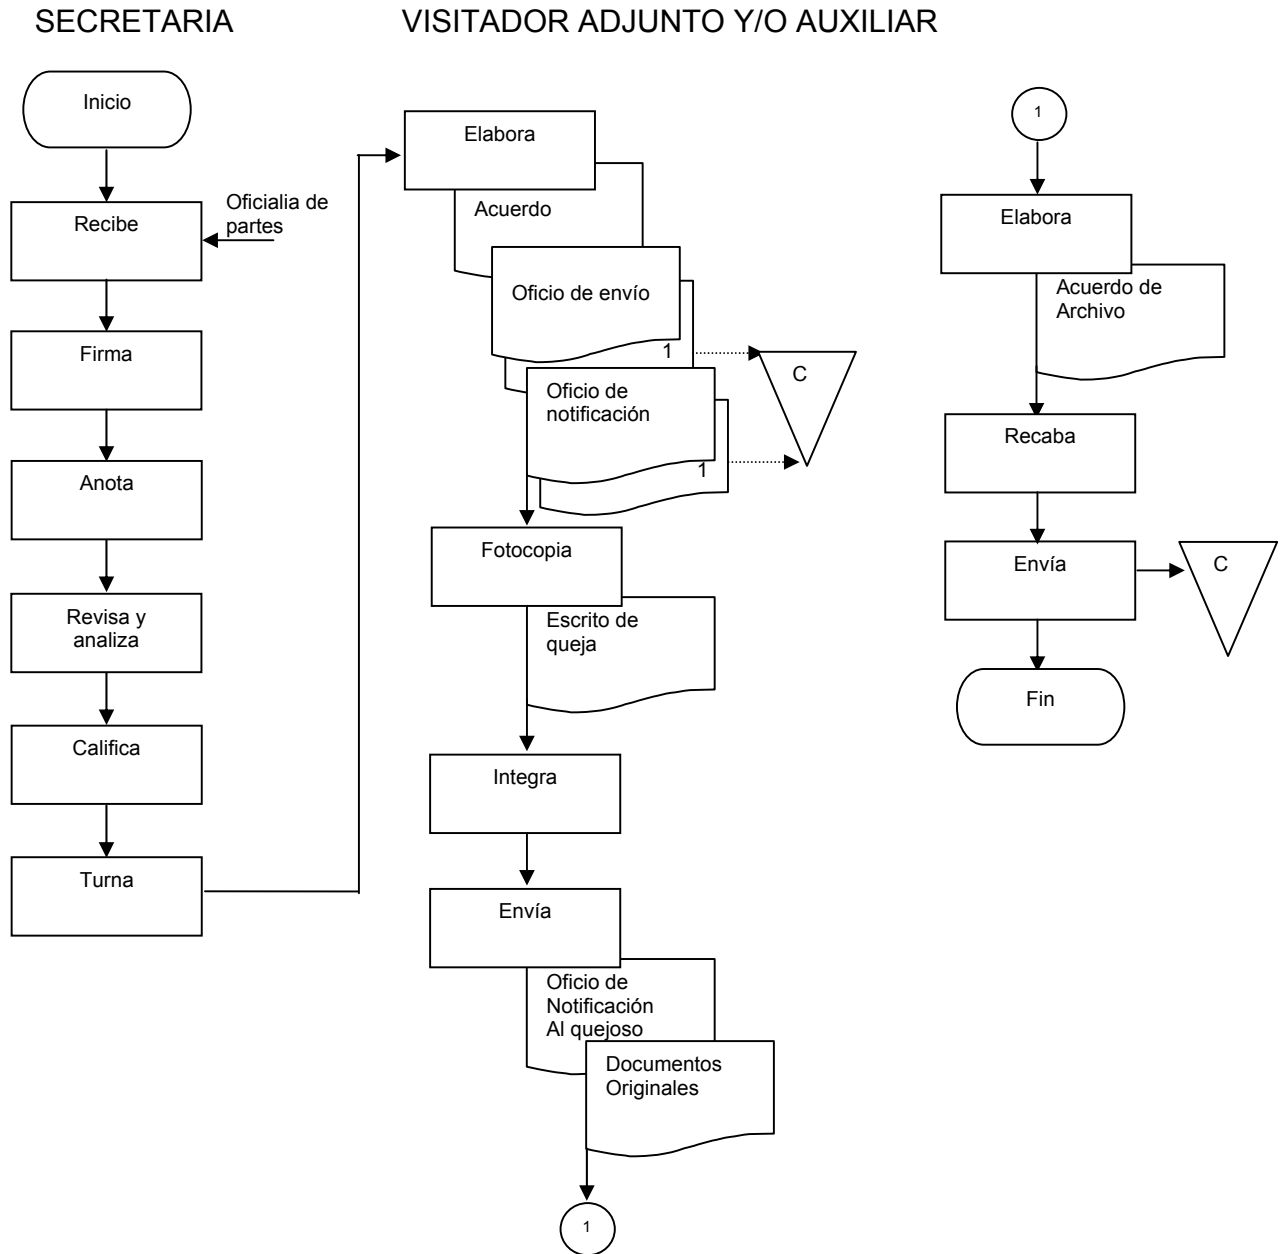 SECRETARIA
VISITADOR ADJUNTO Y/O AUXILIAR
Inicio
Oficialia de
partes
Recibe
Firma
Anota
Revisa y
analiza
Califica
Turna
Elabora
Acuerdo
Oficio de envío
1
C
Oficio de
notificación
1
Fotocopia
Escrito de
queja
Integra
Envía
Oficio de
Notificación
Al quejoso
Documentos
Originales
1
1
Elabora
Acuerdo de
Archivo
Recaba
Envía
C
Fin